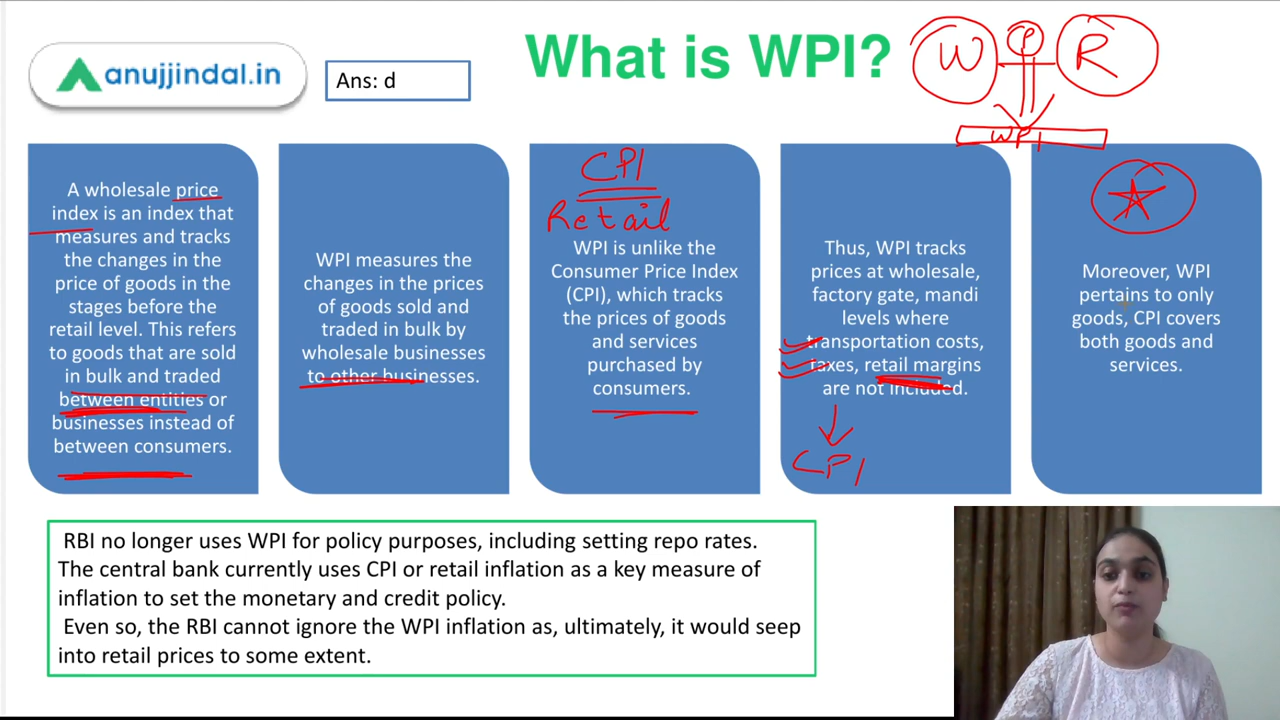 anujjindal.in
Ans: d
What is WPI?
W P R
WPI
A wholesale price
index is an index that
measures and tracks
the changes in the
price of goods in the
stages before the
retail level. This refers
to goods that are sold
in bulk and traded
between entities or
businesses instead of
between consumers.
WPI measures the
changes in the prices
of goods sold and
traded in bulk by
wholesale businesses
to other businesses.
CPI
Retail
WPI is unlike the
Consumer Price Index
(CPI), which tracks
the prices of goods
and services
purchased by
consumers.
Thus, WPI tracks
prices at wholesale,
factory gate, mandi
levels where
transportation costs,
taxes, retail margins
are not included.
CPI
Moreover, WPI
pertains to only
goods, CPI covers
both goods and
services.
RBI no longer uses WPI for policy purposes, including setting repo rates.
The central bank currently uses CPI or retail inflation as a key measure of
inflation to set the monetary and credit policy.
Even so, the RBI cannot ignore the WPI inflation as, ultimately, it would seep
into retail prices to some extent.